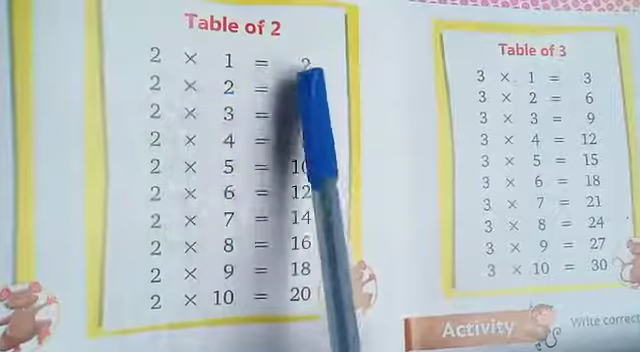 Table of 2
2 × 1 = 2
2 × 2 =
2 × 3 =
2 × 4 =
2 × 5 = 10
2 × 6 = 12
2 × 7 = 14
2 × 8 = 16
2 × 9 = 18
2 × 10 = 20
Table of 3
3 × 1 = 3
3 × 2 = 6
3 × 3 = 9
3 × 4 = 12
3 × 5 = 15
3 × 6 = 18
3 × 7 = 21
3 × 8 = 24
3 × 9 = 27
3 × 10 = 30
Activity
Write correct